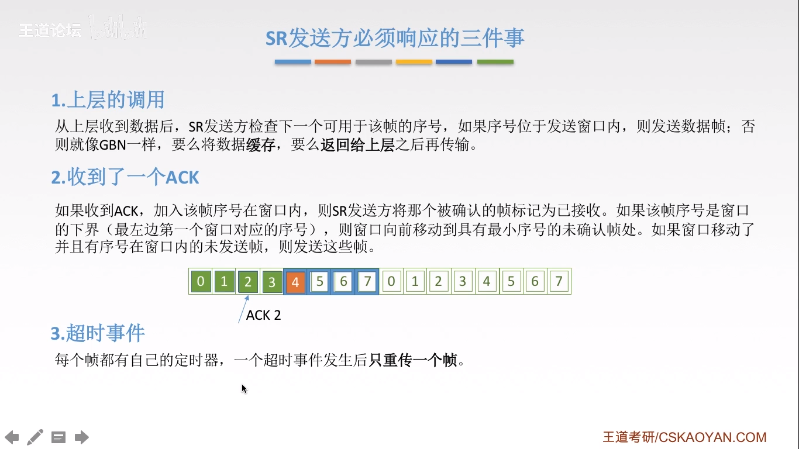 王道论坛
SR发送方必须响应的三件事
1.上层的调用
从上层收到数据后，SR发送方检查下一个可用于该帧的序号，如果序号位于发送窗口内，则发送数据帧；否
则就像GBN一样，要么将数据缓存，要么返回给上层之后再传输。
2.收到了一个ACK
如果收到ACK，加入该帧序号在窗口内，则SR发送方将那个被确认的帧标记为已接收。如果该帧序号是窗口
的下界（最左边第一个窗口对应的序号），则窗口向前移动到具有最小序号的未确认帧处。如果窗口移动了
并且有序号在窗口内的未发送帧，则发送这些帧。
0 1 2 3 4 5 6 7 0 1 2 3 4 5 6 7
ACK 2
3.超时事件
每个帧都有自己的定时器，一个超时事件发生后只重传一个帧。
王道考研/CSKAOYAN.COM